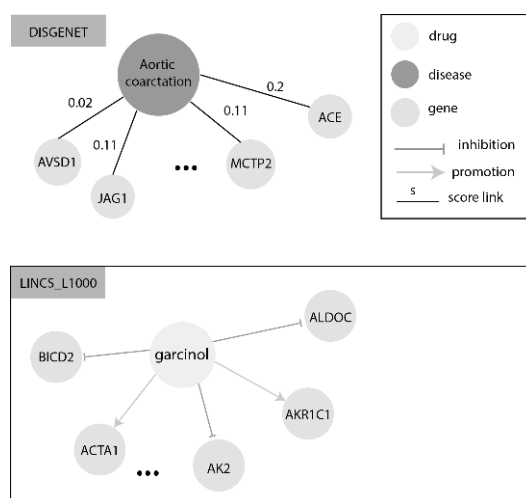 DISGENET
Aortic
coarctation
0.02
0.11
0.11
0.2
AVSD1
JAG1
...
MCTP2
ACE
drug
disease
gene
inhibition
promotion
s
score link
LINCS_L1000
garcinol
BICD2
ALDOC
ACTA1
...
AK2
AKR1C1